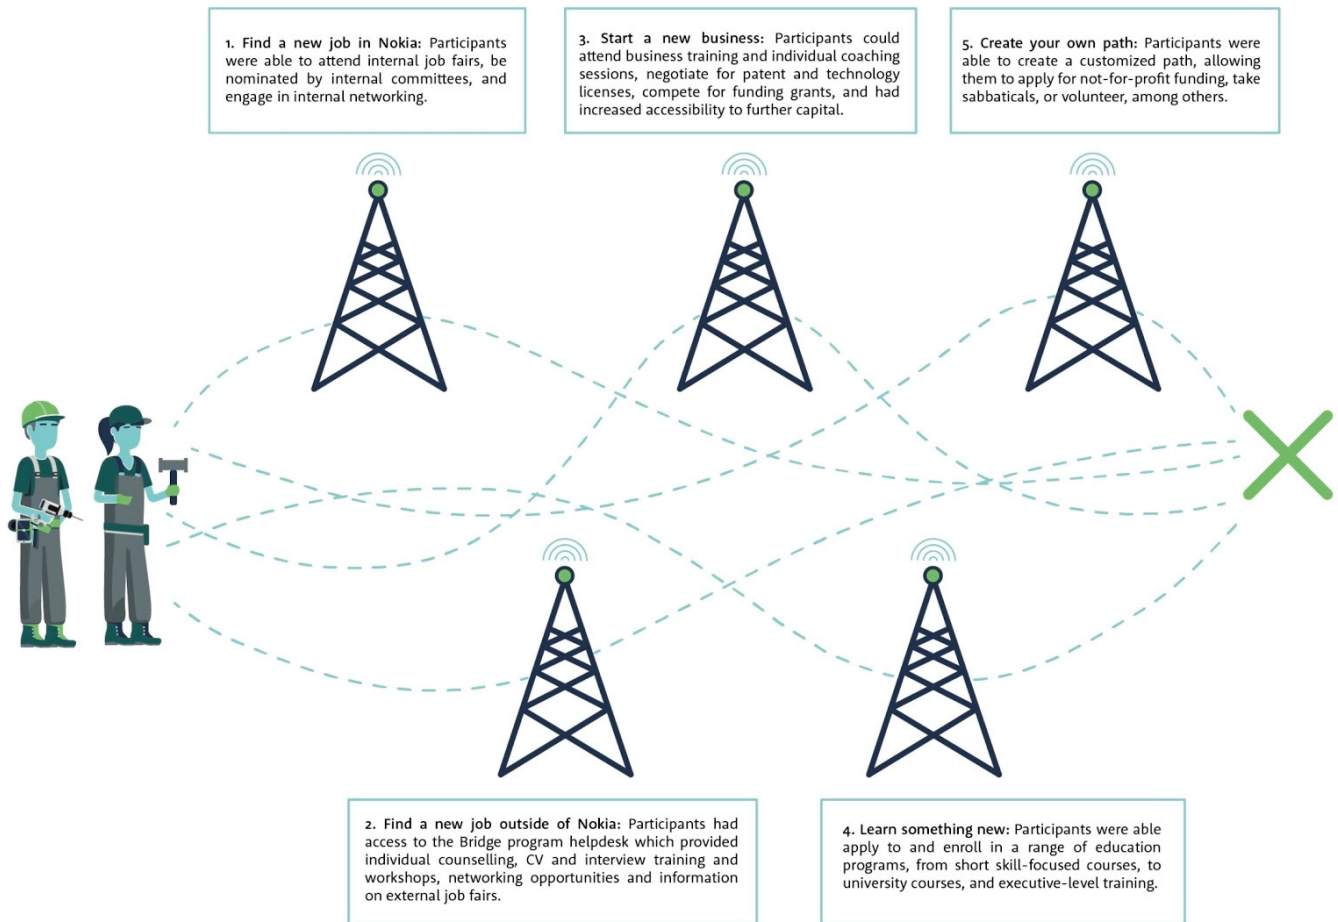 1. Find a new job in Nokia: Participants
were able to attend internal job fairs, be
nominated by internal committees, and
engage in internal networking.
3. Start a new business: Participants could
attend business training and individual coaching
sessions, negotiate for patent and technology
licenses, compete for funding grants, and had
increased accessibility to further capital.
5. Create your own path: Participants were
able to create a customized path, allowing
them to apply for not-for-profit funding, take
sabbaticals, or volunteer, among others.
2. Find a new job outside of Nokia: Participants had
access to the Bridge program helpdesk which provided
individual counselling, CV and interview training and
workshops, networking opportunities and information
on external job fairs.
4. Learn something new: Participants were able
apply to and enroll in a range of education
programs, from short skill-focused courses, to
university courses, and executive-level training.